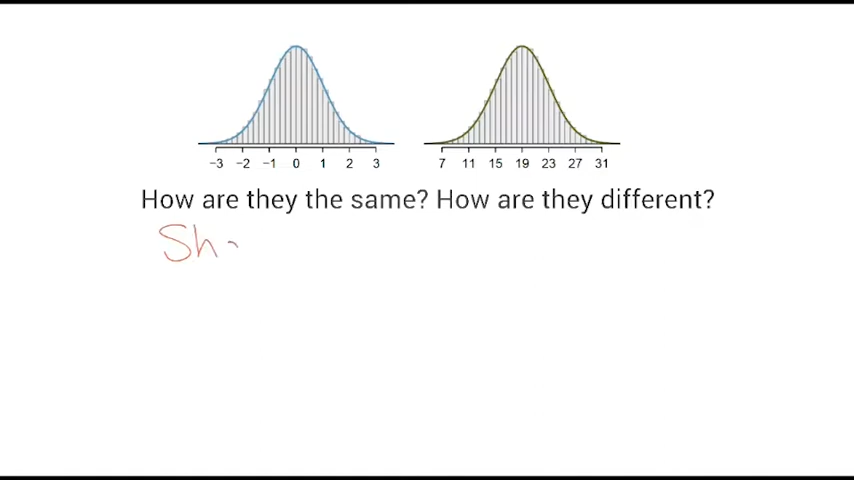 -3 -2 -1 0 1 2 3 7 11 15 19 23 27 31
How are they the same? How are they different?
Sh